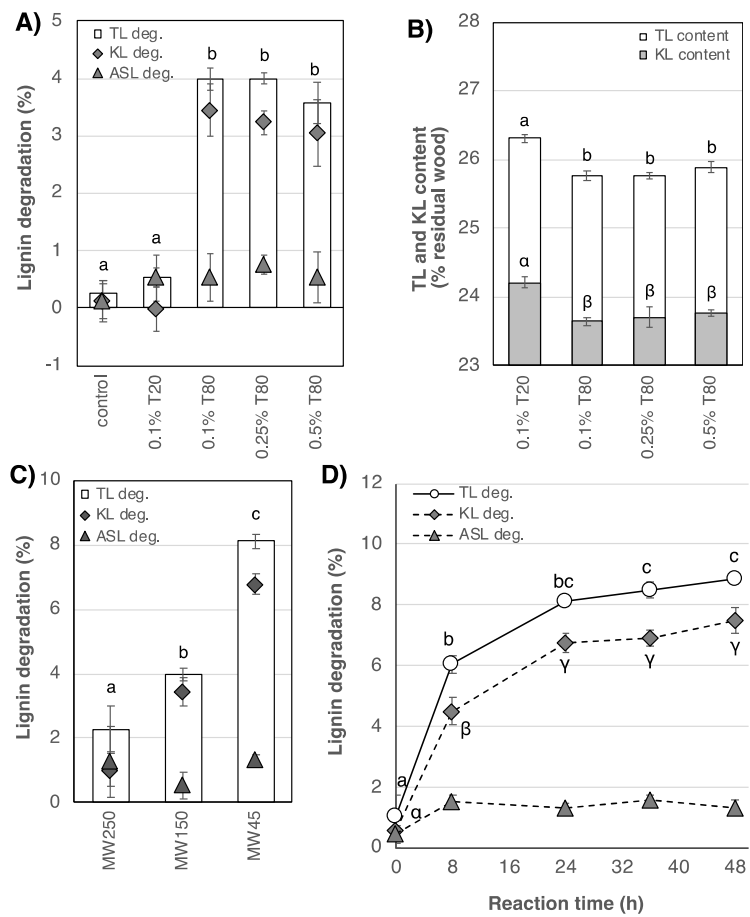 A)
Lignin degradation (%)
5
4
3
2
1
0
-1
TL deg.
KL deg.
ASL deg.
a
a
b
b
b
control
0.1% T20
0.1% T80
0.25% T80
0.5% T80
B)
TL and KL content
(% residual wood)
28
27
26
25
24
23
TL content
KL content
a
b
b
b
α
β
β
β
0.1% T20
0.1% T80
0.25% T80
0.5% T80
C)
Lignin degradation (%)
10
8
6
4
2
0
TL deg.
KL deg.
ASL deg.
a
b
c
MW250
MW150
MW45
D)
Lignin degradation (%)
12
10
8
6
4
2
0
TL deg.
KL deg.
ASL deg.
a
b
bc
c
c
α
β
γ
γ
γ
0 8 16 24 32 40 48
Reaction time (h)